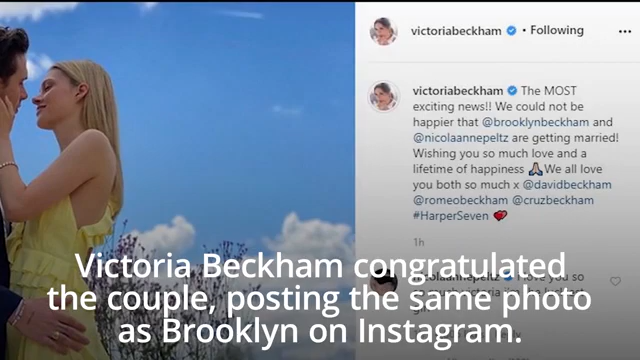 victoriabeckham • Following
victoriabeckham The MOST
exciting news!! We could not be
happier that @brooklynbeckham and
@nicolaannepeltz are getting married!
Wishing you so much love and a
lifetime of happiness 🙏🏼We all love
you both so much x @davidbeckham
@romeobeckham @cruzbeckham
#HarperSeven 💝
1h
Victoria Beckham congratulated
the couple, posting the same photo
as Brooklyn on Instagram.